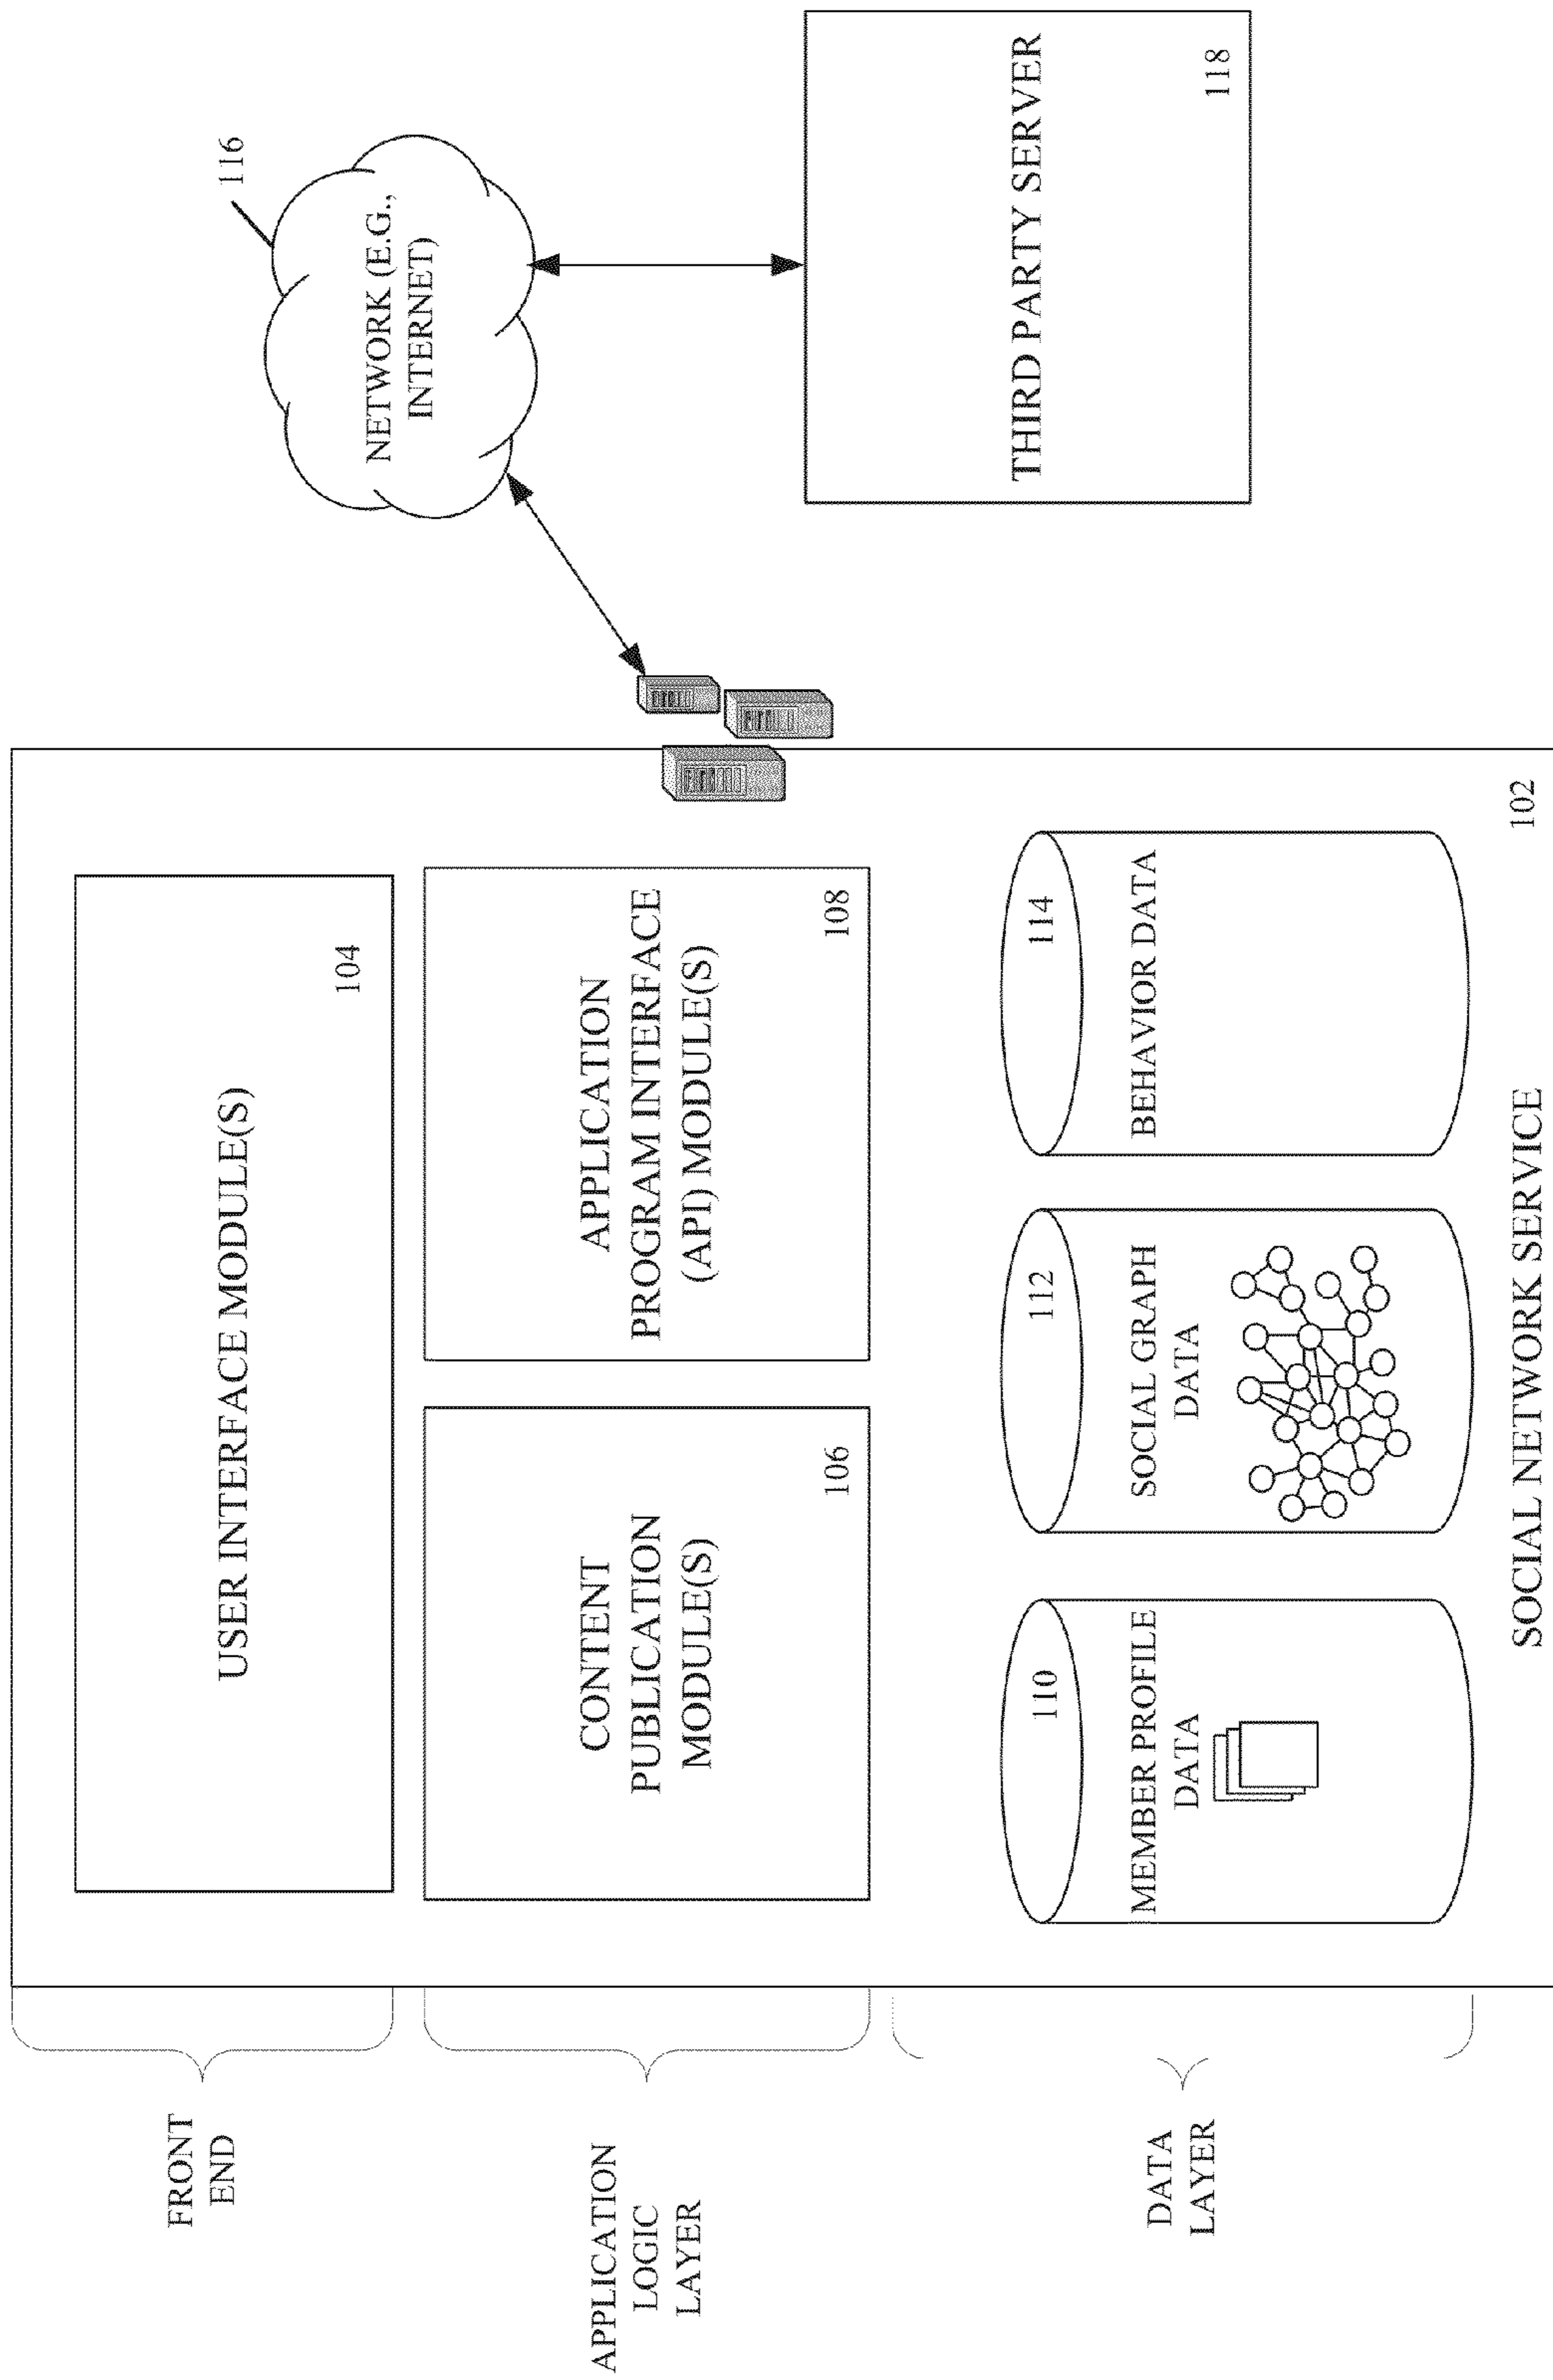 FRONT
END
USER INTERFACE MODULE(S)
104
116
NETWORK (E.G.,
INTERNET)
APPLICATION
LOGIC
LAYER
CONTENT
PUBLICATION
MODULE(S)
106
APPLICATION
PROGRAM INTERFACE
(API) MODULE(S)
108
THIRD PARTY SERVER
118
DATA
LAYER
110
MEMBER PROFILE
DATA
112
SOCIAL GRAPH
DATA
114
BEHAVIOR DATA
SOCIAL NETWORK SERVICE
102